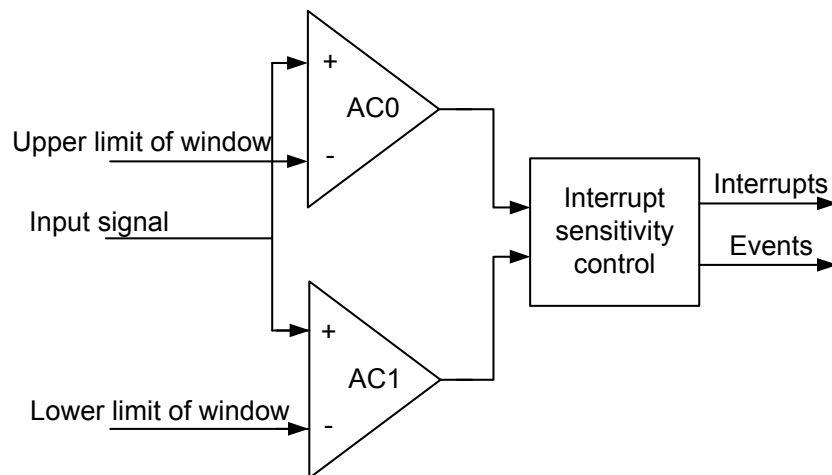 +
AC0
-
Upper limit of window
Input signal
Interrupt
sensitivity
control
Interrupts
Events
+
AC1
-
Lower limit of window